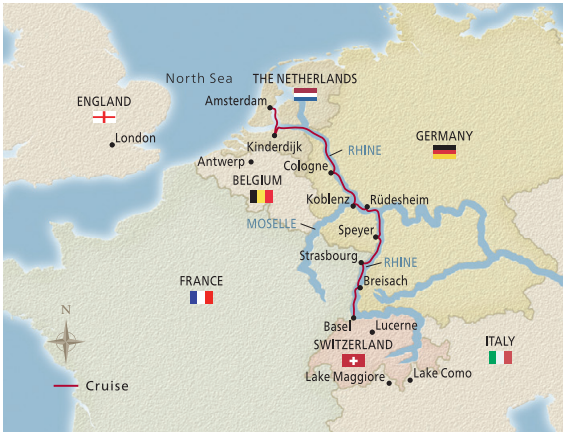 North Sea
THE NETHERLANDS
Amsterdam
ENGLAND
London
Kinderdijk
GERMANY
RHINE
Antwerp
Cologne
BELGIUM
Koblenz
Rüdesheim
MOSELLE
Speyer
Strasbourg
RHINE
FRANCE
Breisach
N
Basel
Lucerne
SWITZERLAND
ITALY
Lake Maggiore
Lake Como
Cruise